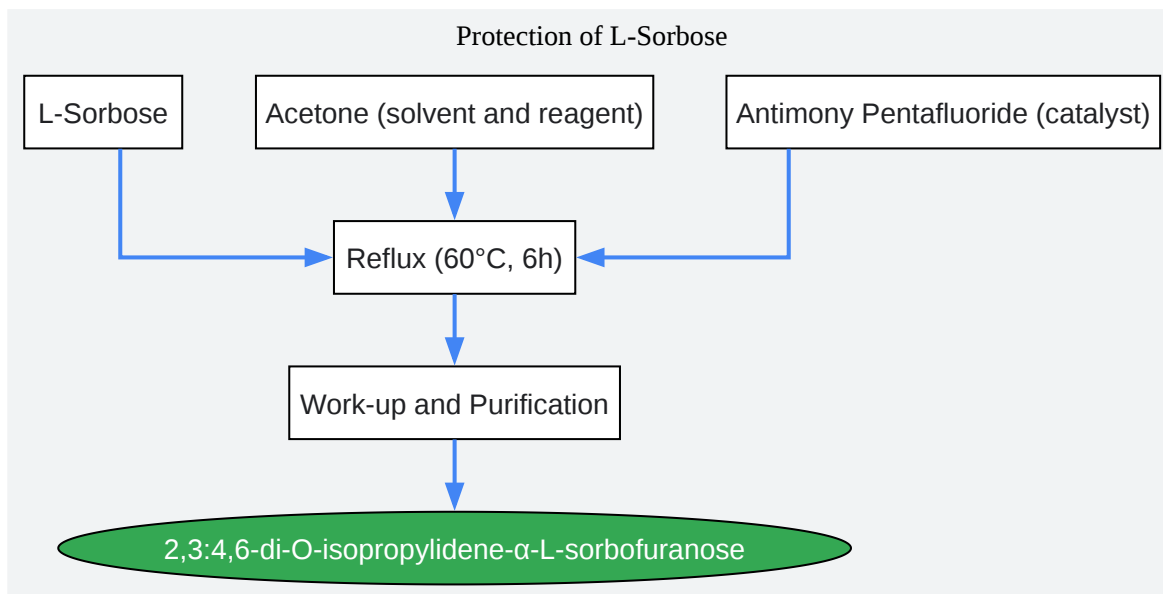 Protection of L-Sorbose
L-Sorbose
Acetone (solvent and reagent)
Antimony Pentafluoride (catalyst)
Reflux (60°C, 6h)
Work-up and Purification
2,3:4,6-di-O-isopropylidene-α-L-sorbofuranose